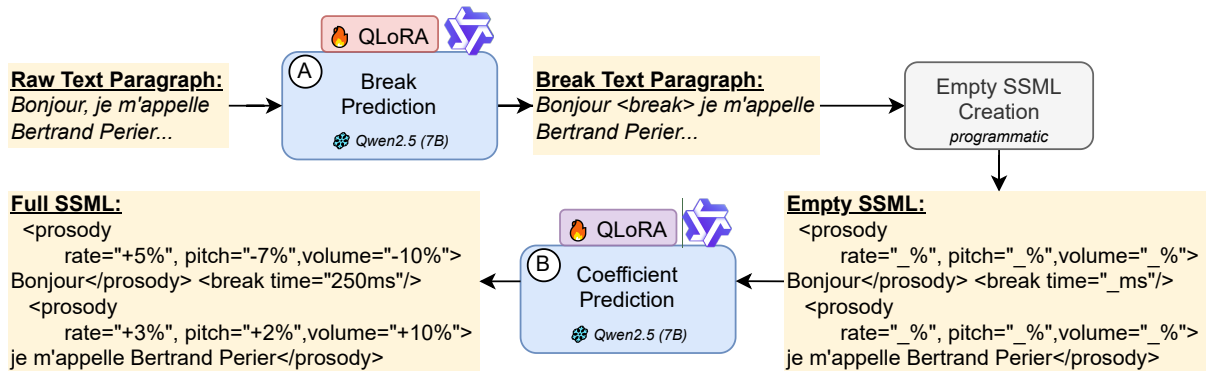 QLoRA
A
Break
Prediction
Qwen2.5 (7B)
Raw Text Paragraph:
Bonjour, je m'appelle
Bertrand Perier...
Break Text Paragraph:
Bonjour <break> je m'appelle
Bertrand Perier...
Empty SSML
Creation
programmatic
Empty SSML:
<prosody
rate="_%", pitch="_%",volume="_%">
Bonjour</prosody> <break time="_ms"/>
<prosody
rate="_%", pitch="_%",volume="_%">
je m'appelle Bertrand Perier</prosody>
QLoRA
B
Coefficient
Prediction
Qwen2.5 (7B)
Full SSML:
<prosody
rate="+5%", pitch="-7%",volume="-10%">
Bonjour</prosody> <break time="250ms"/>
<prosody
rate="+3%", pitch="+2%",volume="+10%">
je m'appelle Bertrand Perier</prosody>